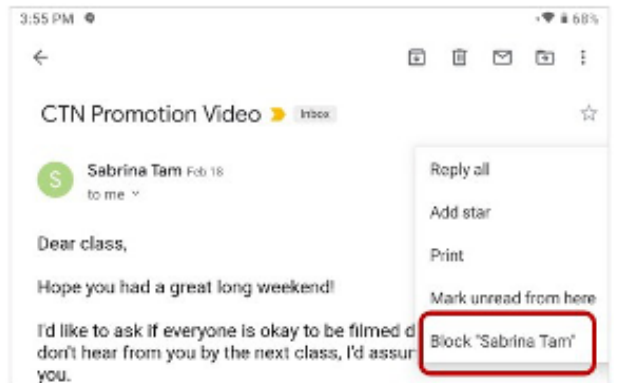 3:55 PM 68%
CTN Promotion Video Inbox
S
Sabrina Tam Feb 18
to me
Reply all
Add star
Print
Mark unread from here
Block "Sabrina Tam"
Dear class,
Hope you had a great long weekend!
I'd like to ask if everyone is okay to be filmed d
don't hear from you by the next class, I'd assur
you.